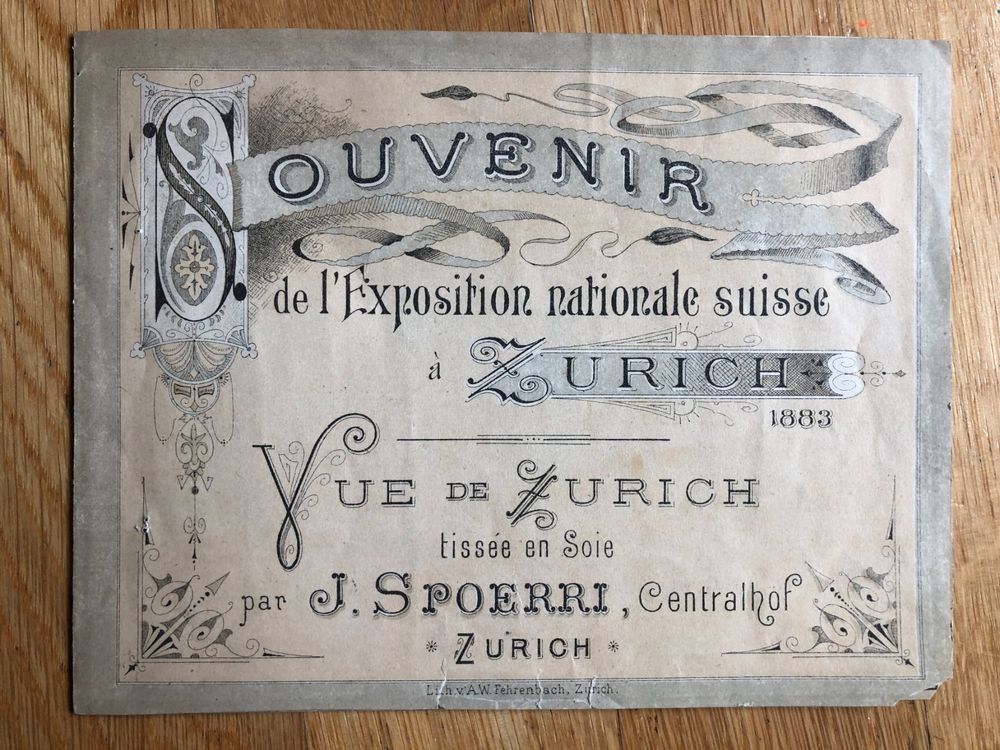 SOUVENIR
de l'Exposition nationale suisse
à ZURICH
1883
VUE DE ZURICH
tissée en Soie
par J. SPOERRI, Centralhof
* ZURICH *
Lith. v. A.W. Fehrenbach, Zürich.